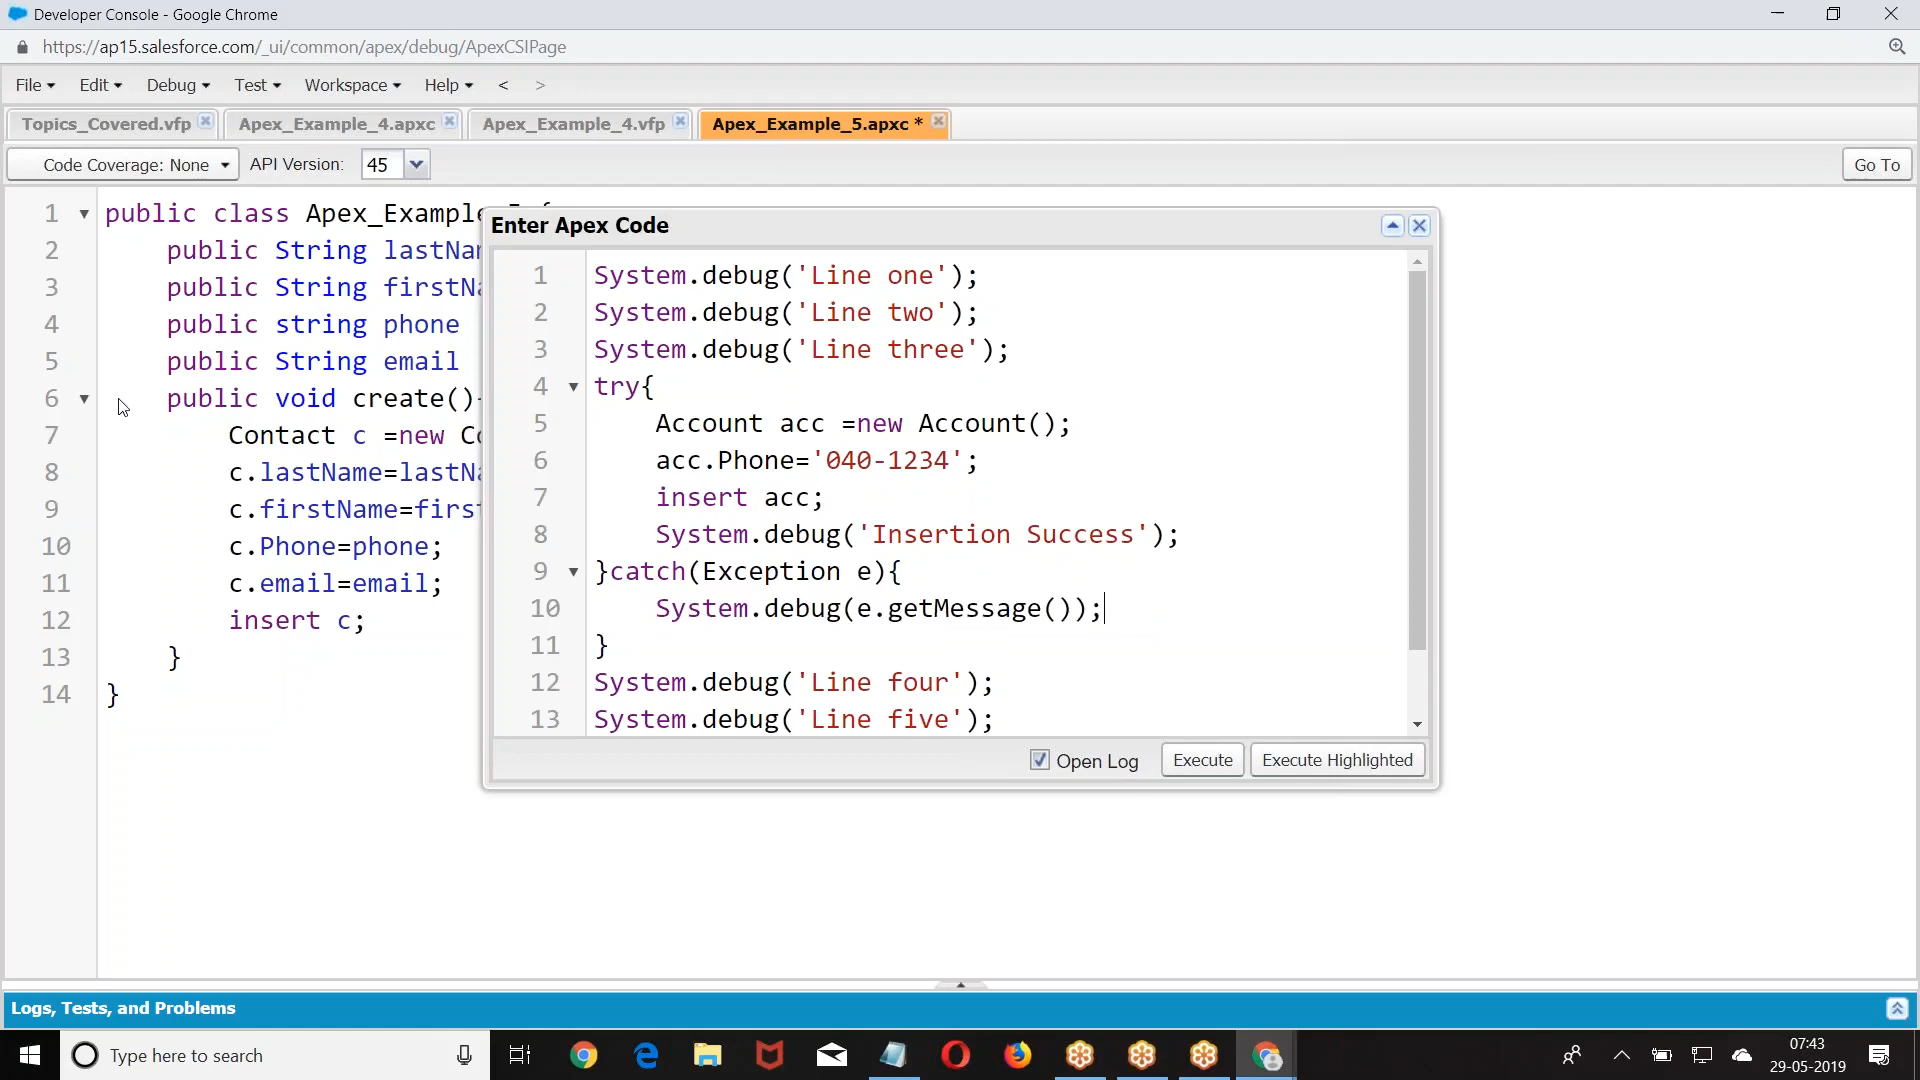 Developer Console - Google Chrome
https://ap15.salesforce.com/_ui/common/apex/debug/ApexCSIPage
File Edit Debug Test Workspace Help < >
Topics_Covered.vfp Apex_Example_4.apxc Apex_Example_4.vfp Apex_Example_5.apxc *
Code Coverage: None API Version: 45 Go To
1 public class Apex_Example
2 public String lastNa
3 public String firstNa
4 public string phone
5 public String email
6 public void create()
7 Contact c =new Co
8 c.lastName=lastNa
9 c.firstName=firs
10 c.Phone=phone;
11 c.email=email;
12 insert c;
13 }
14 }
Enter Apex Code
1 System.debug('Line one');
2 System.debug('Line two');
3 System.debug('Line three');
4 try{
5 Account acc =new Account();
6 acc.Phone='040-1234';
7 insert acc;
8 System.debug('Insertion Success');
9 }catch(Exception e){
10 System.debug(e.getMessage());
11 }
12 System.debug('Line four');
13 System.debug('Line five');
Open Log Execute Execute Highlighted
Logs, Tests, and Problems
Type here to search
07:43
29-05-2019